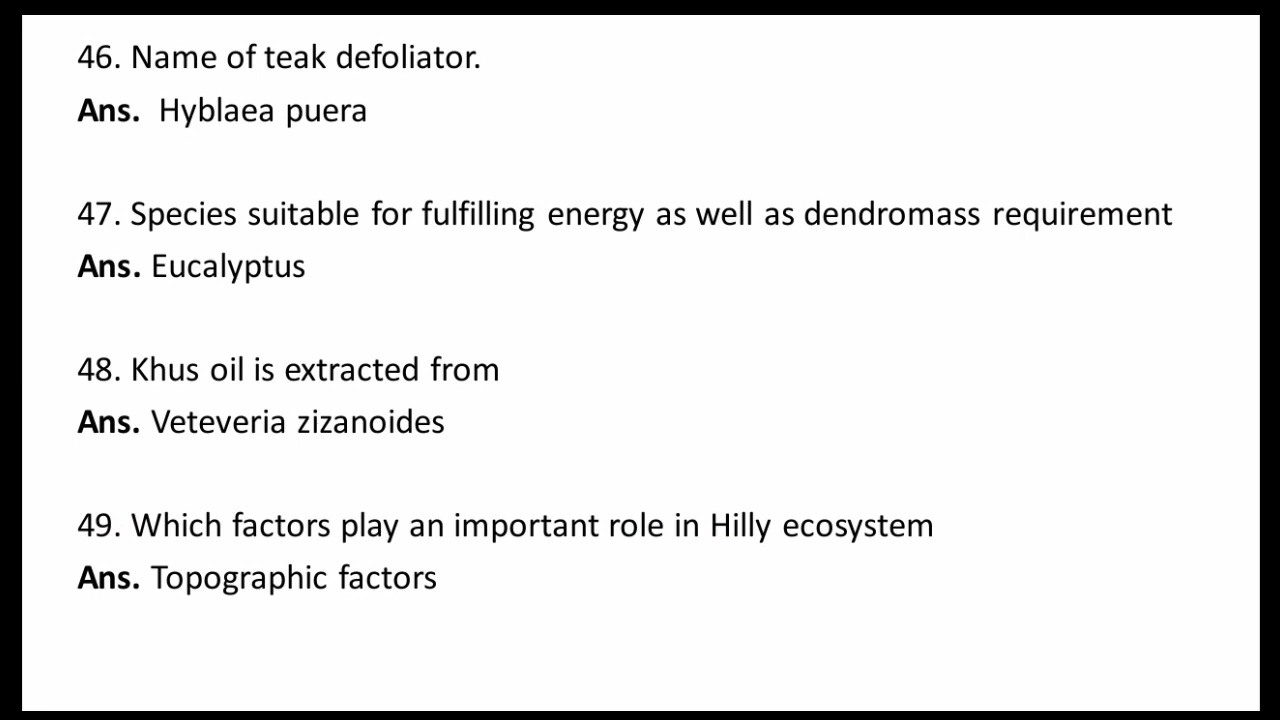 46. Name of teak defoliator.
Ans. Hyblaea puera
47. Species suitable for fulfilling energy as well as dendromass requirement
Ans. Eucalyptus
48. Khus oil is extracted from
Ans. Veteveria zizanoides
49. Which factors play an important role in Hilly ecosystem
Ans. Topographic factors